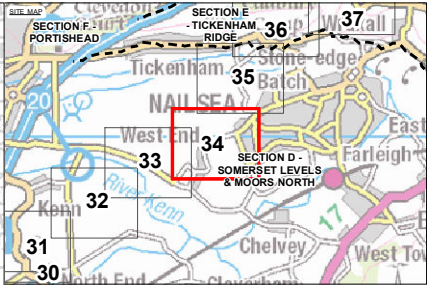 SITE MAP
SECTION F -
PORTISHEAD
SECTION E
- TICKENHAM
RIDGE
36
37
Tickenham
35
Stone-edge
Batch
NAILSEA
20
West End
34
33
East
SECTION D -
SOMERSET LEVELS
& MOORS NORTH
Farleigh
32
River Kenn
Kenn
17
31
Chelvey
West Tow
30
North End